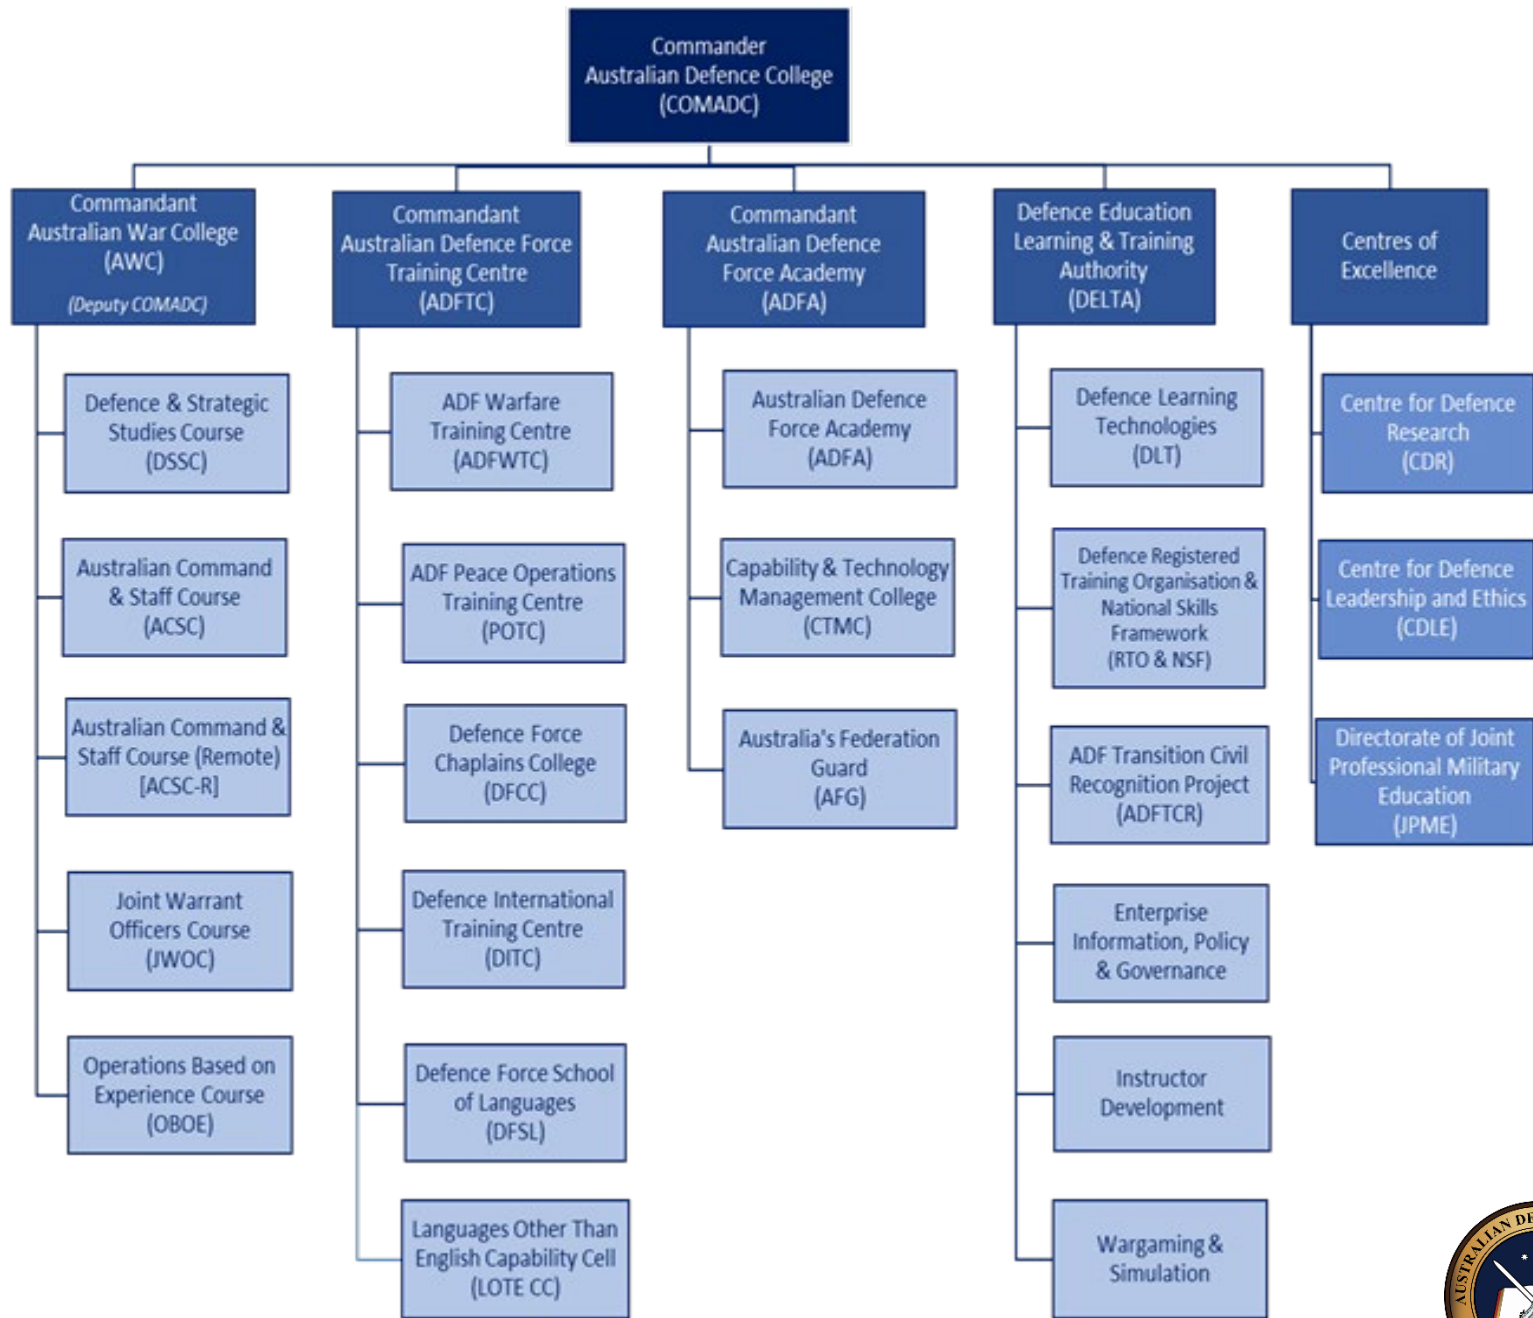 Commander
Australian Defence College
(COMADC)
Commandant
Australian War College
(AWC)
(Deputy COMADC)
Commandant
Australian Defence Force
Training Centre
(ADFTC)
Commandant
Australian Defence
Force Academy
(ADFA)
Defence Education
Learning & Training
Authority
(DELTA)
Centres of
Excellence
Defence & Strategic
Studies Course
(DSSC)
Australian Command
& Staff Course
(ACSC)
Australian Command &
Staff Course (Remote)
[ACSC-R]
Joint Warrant
Officers Course
(JWOC)
Operations Based on
Experience Course
(OBOE)
ADF Warfare
Training Centre
(ADFWTC)
ADF Peace Operations
Training Centre
(POTC)
Defence Force
Chaplains College
(DFCC)
Defence International
Training Centre
(DITC)
Defence Force School
of Languages
(DFSL)
Languages Other Than
English Capability Cell
(LOTE CC)
Australian Defence
Force Academy
(ADFA)
Capability & Technology
Management College
(CTMC)
Australia's Federation
Guard
(AFG)
Defence Learning
Technologies
(DLT)
Defence Registered
Training Organisation &
National Skills
Framework
(RTO & NSF)
ADF Transition Civil
Recognition Project
(ADFTCR)
Enterprise
Information, Policy
& Governance
Instructor
Development
Wargaming &
Simulation
Centre for Defence
Research
(CDR)
Centre for Defence
Leadership and Ethics
(CDLE)
Directorate of Joint
Professional Military
Education
(JPME)
AUSTRALIAN DE